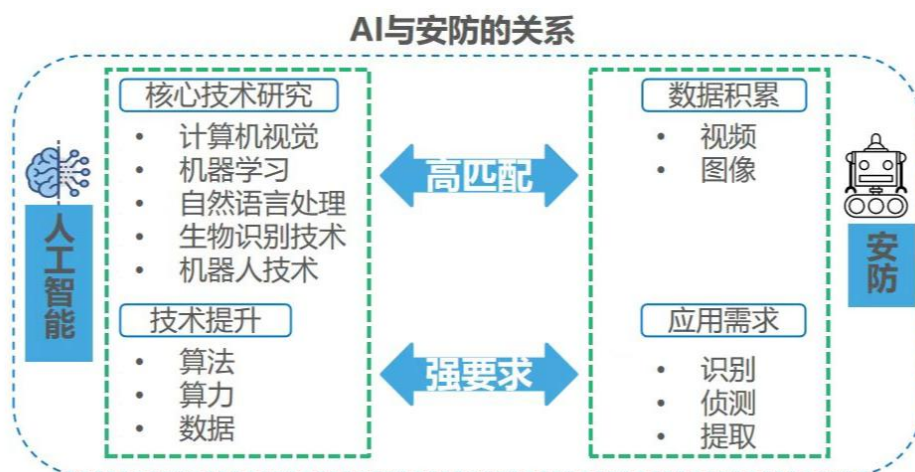 AI与安防的关系
人工智能
核心技术研究
• 计算机视觉
• 机器学习
• 自然语言处理
• 生物识别技术
• 机器人技术
技术提升
• 算法
• 算力
• 数据
高匹配
强要求
数据积累
• 视频
• 图像
应用需求
• 识别
• 侦测
• 提取
安防